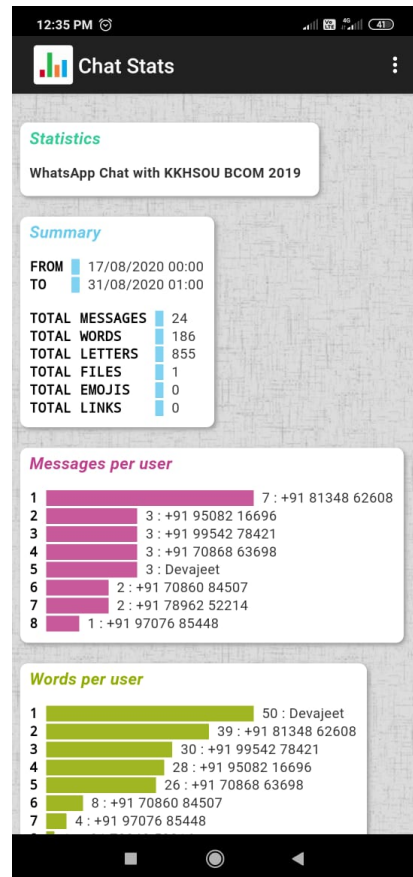 12:35 PM
4G
Vo
LTE
41
Chat Stats
Statistics
WhatsApp Chat with KKHSOU BCOM 2019
Summary
FROM 17/08/2020 00:00
TO 31/08/2020 01:00
TOTAL MESSAGES 24
TOTAL WORDS 186
TOTAL LETTERS 855
TOTAL FILES 1
TOTAL EMOJIS 0
TOTAL LINKS 0
Messages per user
1 7 : +91 81348 62608
2 3 : +91 95082 16696
3 3 : +91 99542 78421
4 3 : +91 70868 63698
5 3 : Devajeet
6 2 : +91 70860 84507
7 2 : +91 78962 52214
8 1 : +91 97076 85448
Words per user
1 50 : Devajeet
2 39 : +91 81348 62608
3 30 : +91 99542 78421
4 28 : +91 95082 16696
5 26 : +91 70868 63698
6 8 : +91 70860 84507
7 4 : +91 97076 85448